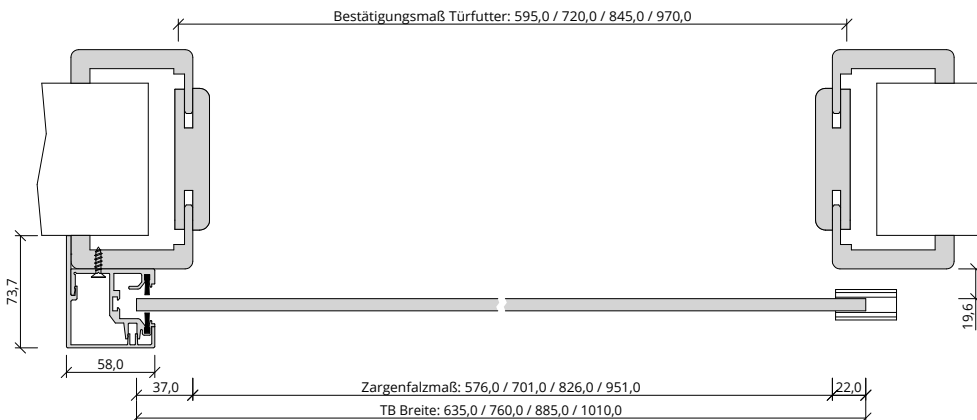 Bestätigungsmaß Türfutter: 595,0 / 720,0 / 845,0 / 970,0
73,7
19,6
58,0
37,0
Zargenfalzmaß: 576,0 / 701,0 / 826,0 / 951,0
22,0
TB Breite: 635,0 / 760,0 / 885,0 / 1010,0